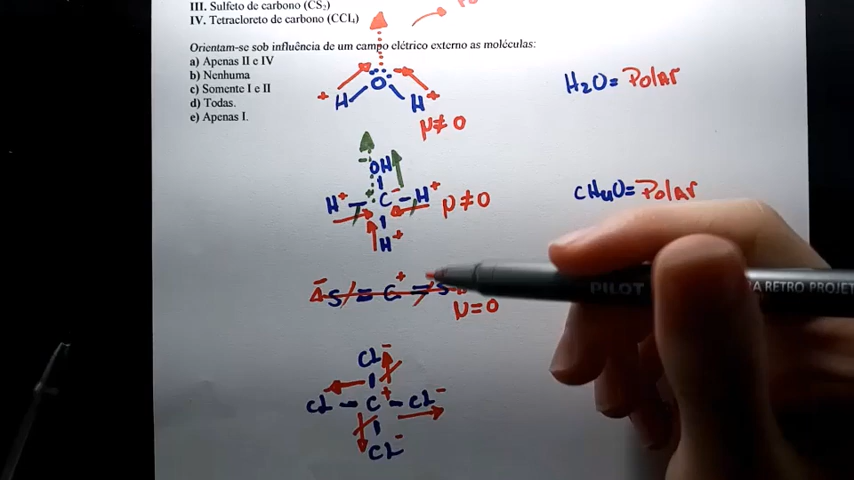 III. Sulfeto de carbono (CS₂)
IV. Tetracloreto de carbono (CCl₄)
Orientam-se sob influência de um campo elétrico externo as moléculas:
a) Apenas II e IV
b) Nenhuma
c) Somente I e II
d) Todas.
e) Apenas I.
O
+ H H +
μ ≠ 0
H₂O = Polar
OH
H⁺ – C⁻ – H⁺
μ ≠ 0
H⁺
CH₄O = Polar
⁻S = C⁺ = S
μ = 0
Cl⁻
Cl – C⁺ – Cl⁻
Cl⁻
PILOT
RETRO PROJET